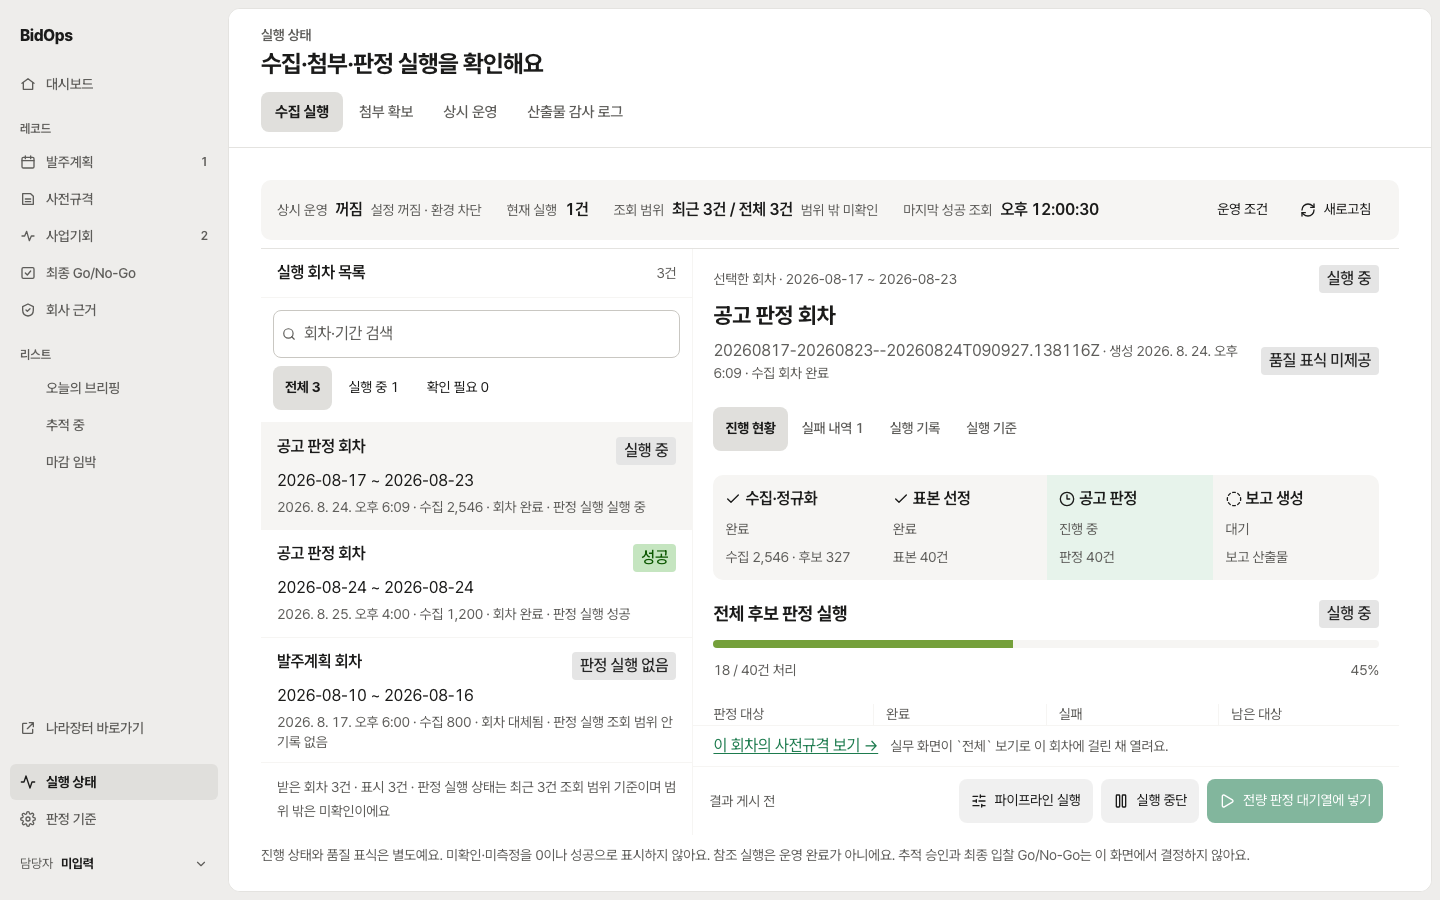 BidOps
대시보드
레코드
발주계획 1
사전규격
사업기회 2
최종 Go/No-Go
회사 근거
리스트
오늘의 브리핑
추적 중
마감 임박
나라장터 바로가기
실행 상태
판정 기준
담당자 미입력
실행 상태
수집·첨부·판정 실행을 확인해요
수집 실행 첨부 확보 상시 운영 산출물 감사 로그
상시 운영 꺼짐 설정 꺼짐 · 환경 차단 현재 실행 1건 조회 범위 최근 3건 / 전체 3건 범위 밖 미확인 마지막 성공 조회 오후 12:00:30 운영 조건 새로고침
실행 회차 목록 3건
회차·기간 검색
전체 3 실행 중 1 확인 필요 0
공고 판정 회차 실행 중
2026-08-17 ~ 2026-08-23
2026. 8. 24. 오후 6:09 · 수집 2,546 · 회차 완료 · 판정 실행 실행 중
공고 판정 회차 성공
2026-08-24 ~ 2026-08-24
2026. 8. 25. 오후 4:00 · 수집 1,200 · 회차 완료 · 판정 실행 성공
발주계획 회차 판정 실행 없음
2026-08-10 ~ 2026-08-16
2026. 8. 17. 오후 6:00 · 수집 800 · 회차 대체됨 · 판정 실행 조회 범위 안
기록 없음
받은 회차 3건 · 표시 3건 · 판정 실행 상태는 최근 3건 조회 범위 기준이며 범
위 밖은 미확인이에요
선택한 회차 · 2026-08-17 ~ 2026-08-23 실행 중
공고 판정 회차
20260817-20260823--20260824T090927.138116Z · 생성 2026. 8. 24. 오후
6:09 · 수집 회차 완료
품질 표식 미제공
진행 현황 실패 내역 1 실행 기록 실행 기준
수집·정규화 표본 선정 공고 판정 보고 생성
완료 완료 진행 중 대기
수집 2,546 · 후보 327 표본 40건 판정 40건 보고 산출물
전체 후보 판정 실행 실행 중
18 / 40건 처리 45%
판정 대상 완료 실패 남은 대상
이 회차의 사전규격 보기 → 실무 화면이 `전체` 보기로 이 회차에 걸린 채 열려요.
결과 게시 전 파이프라인 실행 실행 중단 전량 판정 대기열에 넣기
진행 상태와 품질 표식은 별도예요. 미확인·미측정을 0이나 성공으로 표시하지 않아요. 참조 실행은 운영 완료가 아니에요. 추적 승인과 최종 입찰 Go/No-Go는 이 화면에서 결정하지 않아요.